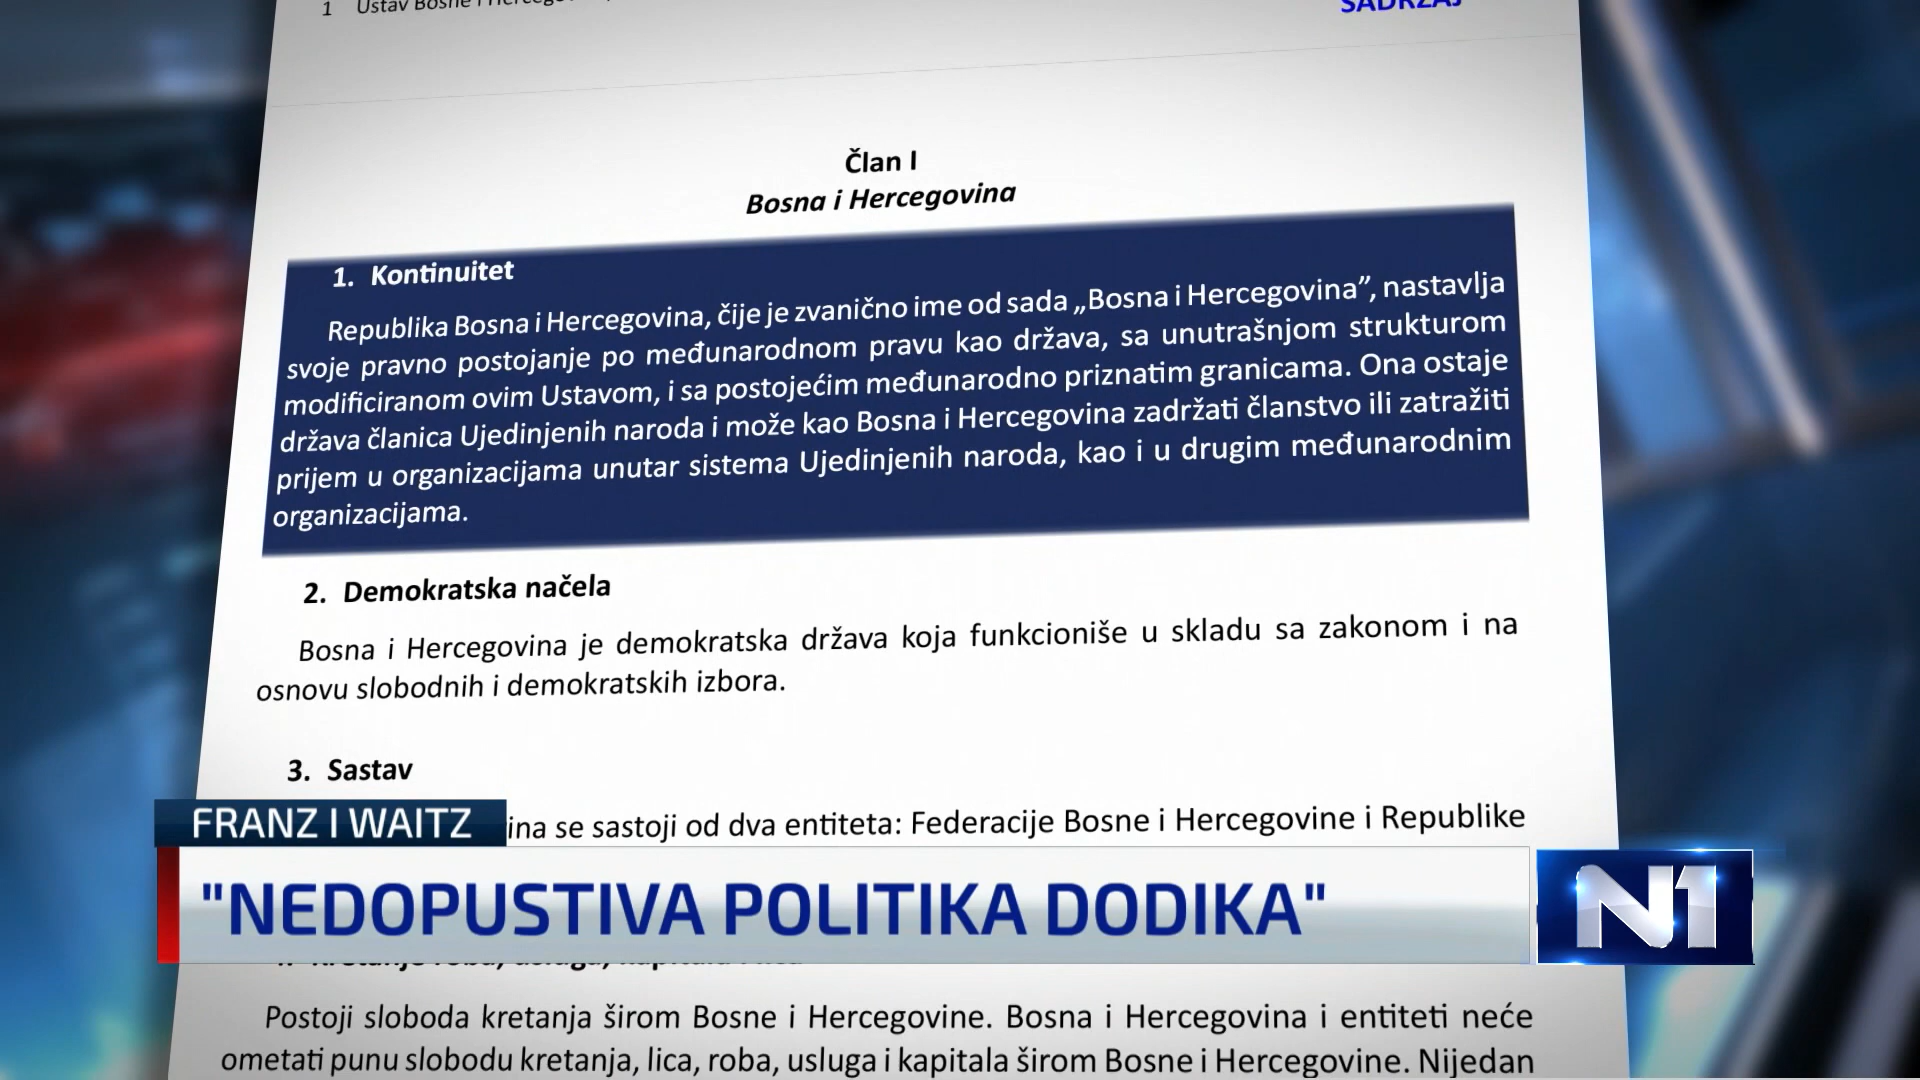 1 Ustav Bosne i
SADRŽAJ
Član I
Bosna i Hercegovina
1. Kontinuitet
Republika Bosna i Hercegovina, čije je zvanično ime od sada „Bosna i Hercegovina”, nastavlja
svoje pravno postojanje po međunarodnom pravu kao država, sa unutrašnjom strukturom
modificiranom ovim Ustavom, i sa postojećim međunarodno priznatim granicama. Ona ostaje
država članica Ujedinjenih naroda i može kao Bosna i Hercegovina zadržati članstvo ili zatražiti
prijem u organizacijama unutar sistema Ujedinjenih naroda, kao i u drugim međunarodnim
organizacijama.
2. Demokratska načela
Bosna i Hercegovina je demokratska država koja funkcioniše u skladu sa zakonom i na
osnovu slobodnih i demokratskih izbora.
3. Sastav
ina se sastoji od dva entiteta: Federacije Bosne i Hercegovine i Republike
FRANZ I WAITZ
"NEDOPUSTIVA POLITIKA DODIKA"
N1
Postoji sloboda kretanja širom Bosne i Hercegovine. Bosna i Hercegovina i entiteti neće
ometati punu slobodu kretanja, lica, roba, usluga i kapitala širom Bosne i Hercegovine. Nijedan